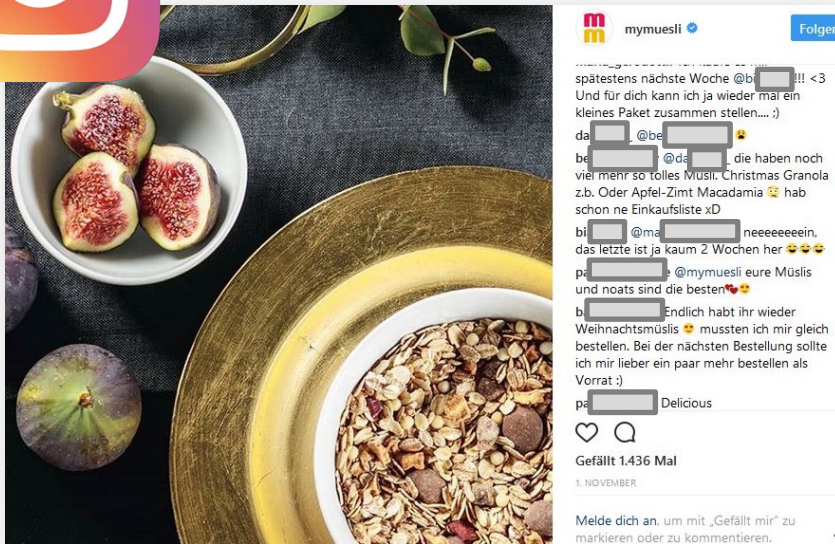 mymuesli
Folgen
spätestens nächste Woche @bi !!! <3
Und für dich kann ich ja wieder mal ein
kleines Paket zusammen stellen.... ;)
da _ @be 😫
be @da _ die haben noch
viel mehr so tolles Müsli. Christmas Granola
z.b. Oder Apfel-Zimt Macadamia 😨 hab
schon ne Einkaufsliste xD
bi @ma neeeeeeeein,
das letzte ist ja kaum 2 Wochen her 😂😂😂
pa e @mymuesli eure Müslis
und noats sind die besten💕😍
ba Endlich habt ihr wieder
Weihnachtsmüslis 😍 mussten ich mir gleich
bestellen. Bei der nächsten Bestellung sollte
ich mir lieber ein paar mehr bestellen als
Vorrat :)
pa Delicious
Gefällt 1.436 Mal
1. NOVEMBER
Melde dich an, um mit „Gefällt mir" zu
markieren oder zu kommentieren.